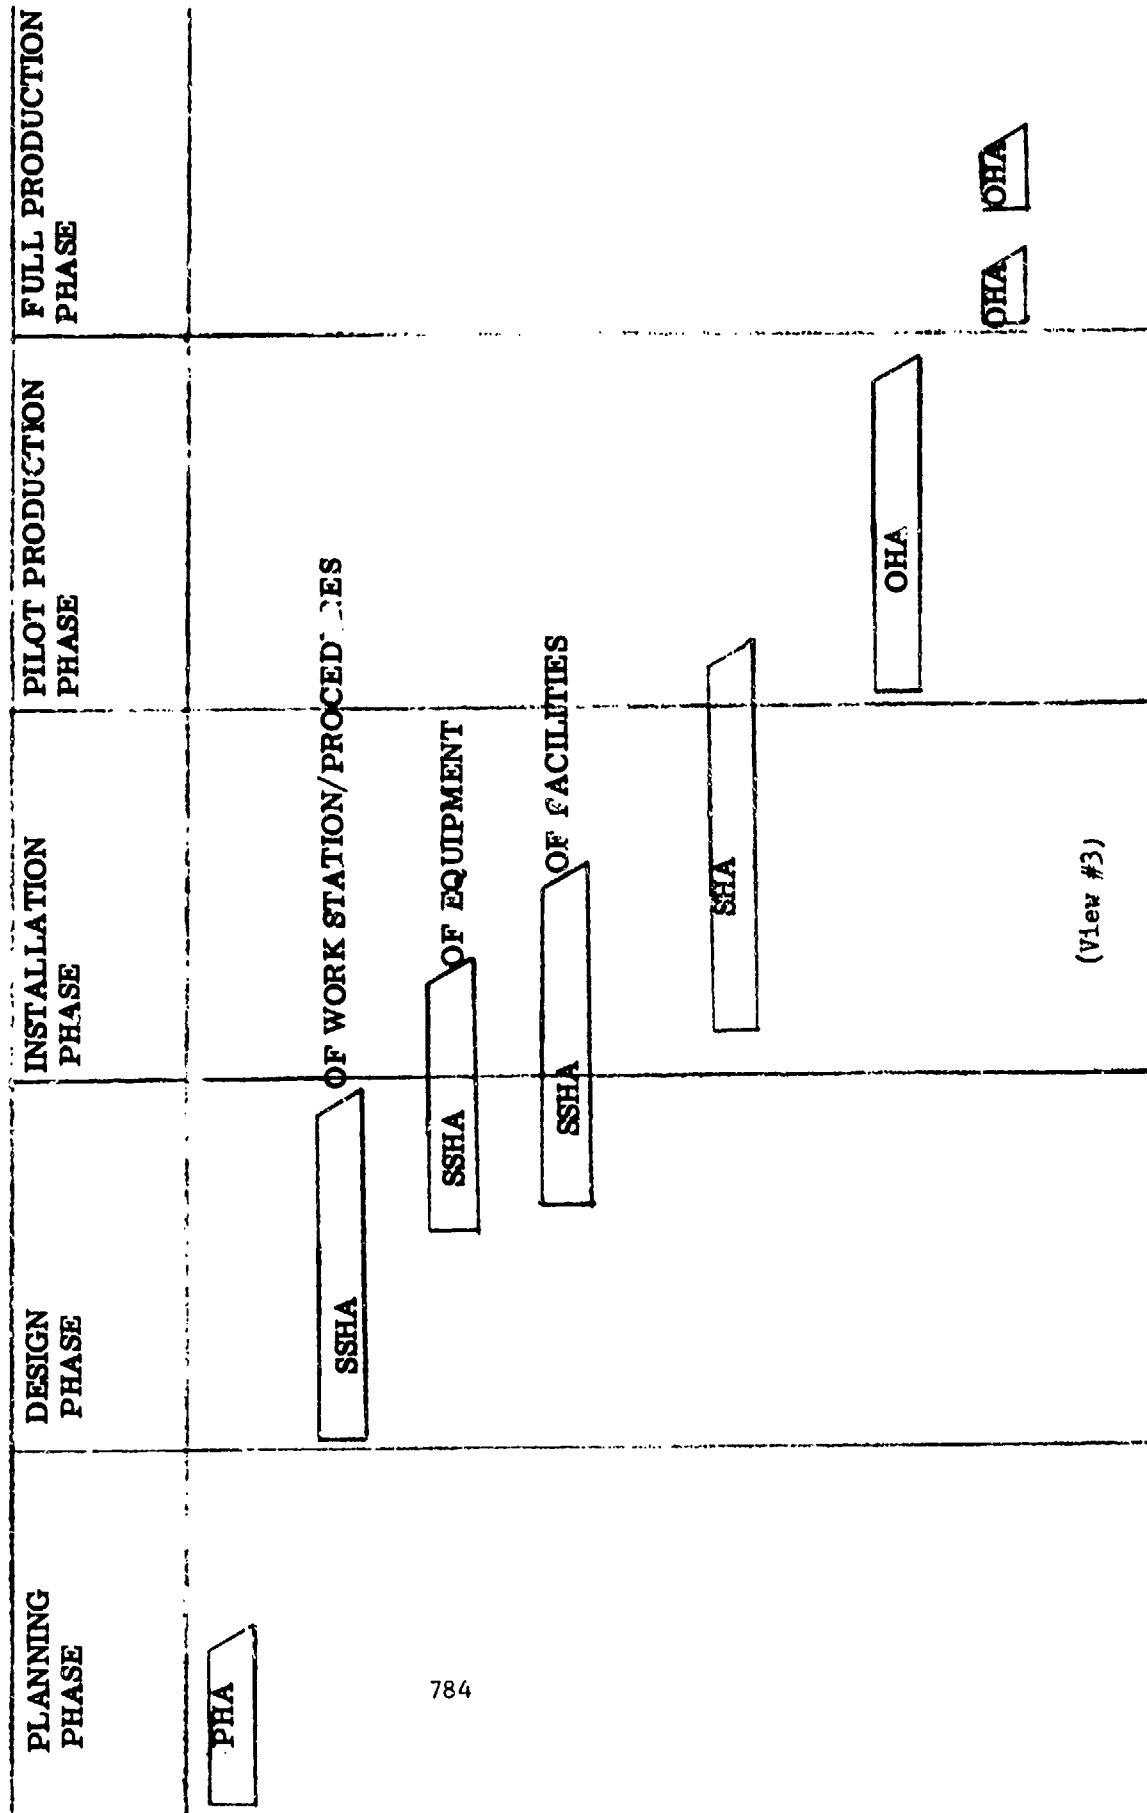 PLANNING
PHASE
DESIGN
PHASE
INSTALLATION
PHASE
PILOT PRODUCTION
PHASE
FULL PRODUCTION
PHASE
PHA
SSHA
OF WORK STATION/
SSHA
OF EQUIPMENT
SSHA
OF FACILITIES
SHA
OHA
OHA
OHA
(View #3)
784